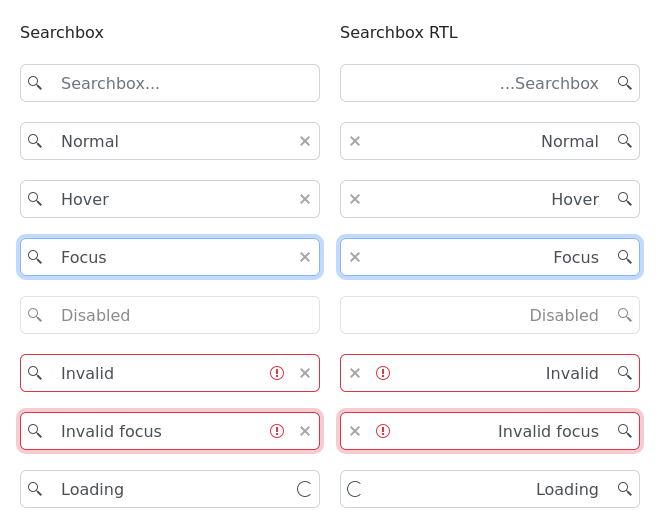 Searchbox
Searchbox RTL
Searchbox...
...Searchbox
Normal
Normal
Hover
Hover
Focus
Focus
Disabled
Disabled
Invalid
Invalid
Invalid focus
Invalid focus
Loading
Loading